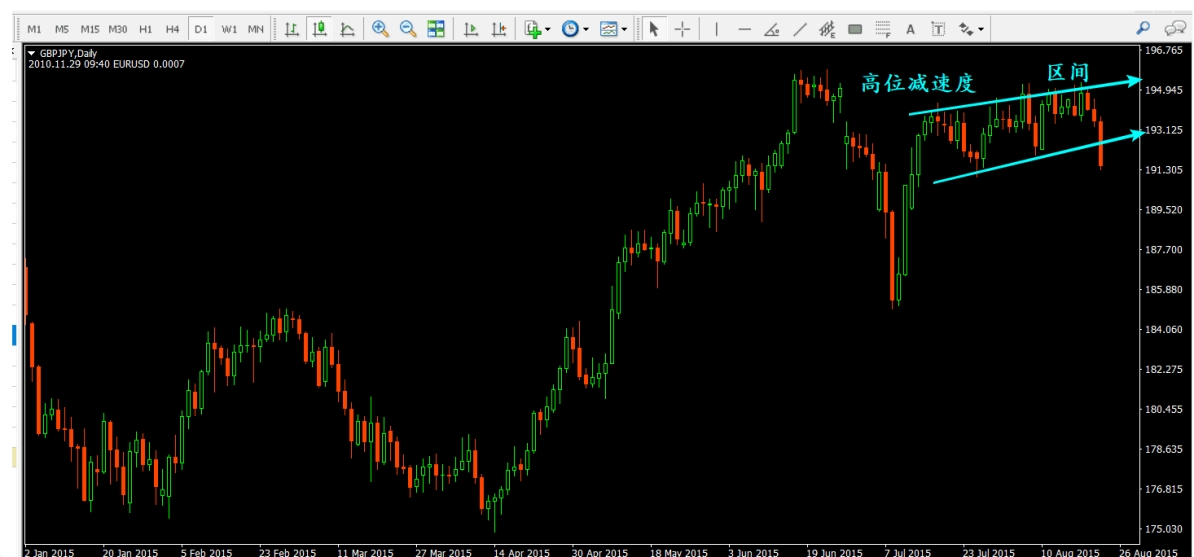 M1 M5 M15 M30 H1 H4 D1 W1 MN
GBPJPY,Daily
2010.11.29 09:40 EURUSD 0.0007
高位减速度
区间
196.765
194.945
193.125
191.305
189.520
187.700
185.880
184.060
182.275
180.455
178.635
176.815
175.030
2 Jan 2015 20 Jan 2015 5 Feb 2015 23 Feb 2015 11 Mar 2015 27 Mar 2015 14 Apr 2015 30 Apr 2015 18 May 2015 3 Jun 2015 19 Jun 2015 7 Jul 2015 23 Jul 2015 10 Aug 2015 26 Aug 2015